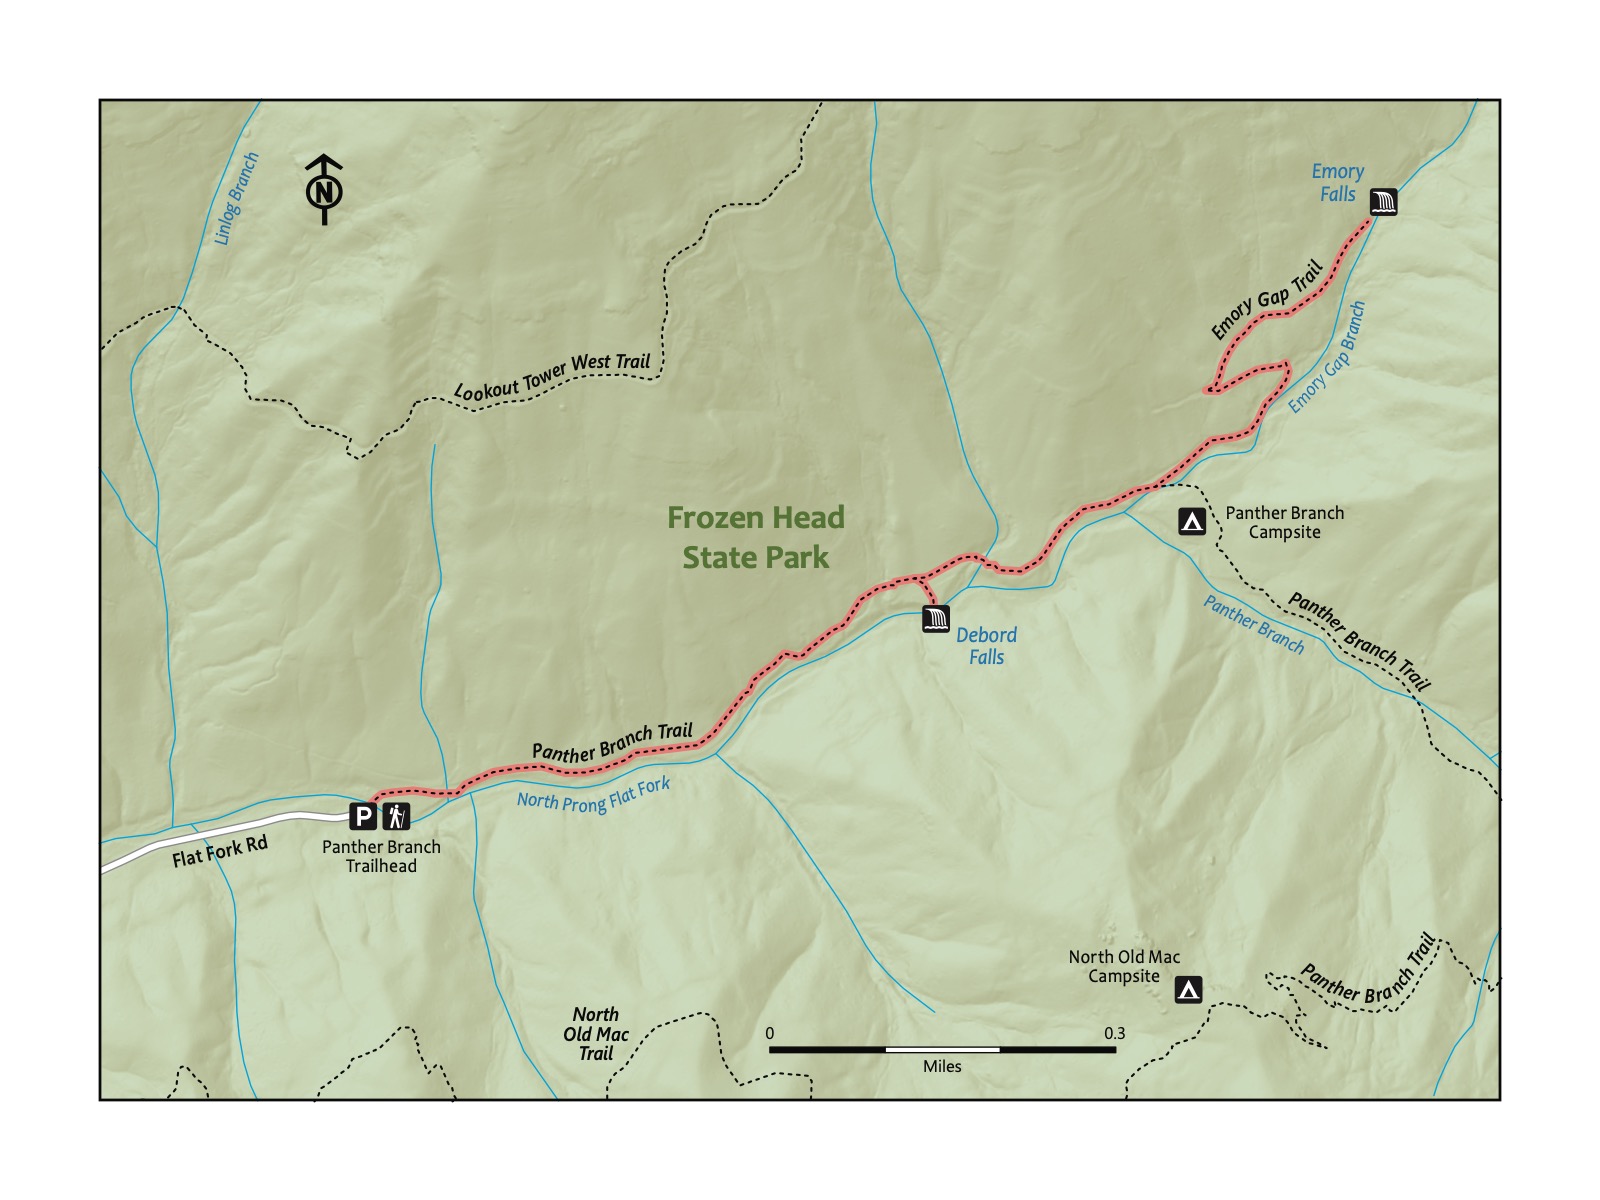 Emory
Falls
Linlog Branch
N
Emory Gap Trail
Emory Gap Branch
Lookout Tower West Trail
Frozen Head
State Park
Panther Branch
Campsite
Panther Branch Trail
Panther Branch
Debord
Falls
Panther Branch Trail
North Prong Flat Fork
P
Flat Fork Rd
Panther Branch
Trailhead
North Old Mac
Campsite
Panther Branch Trail
North
Old Mac
Trail
0 0.3
Miles